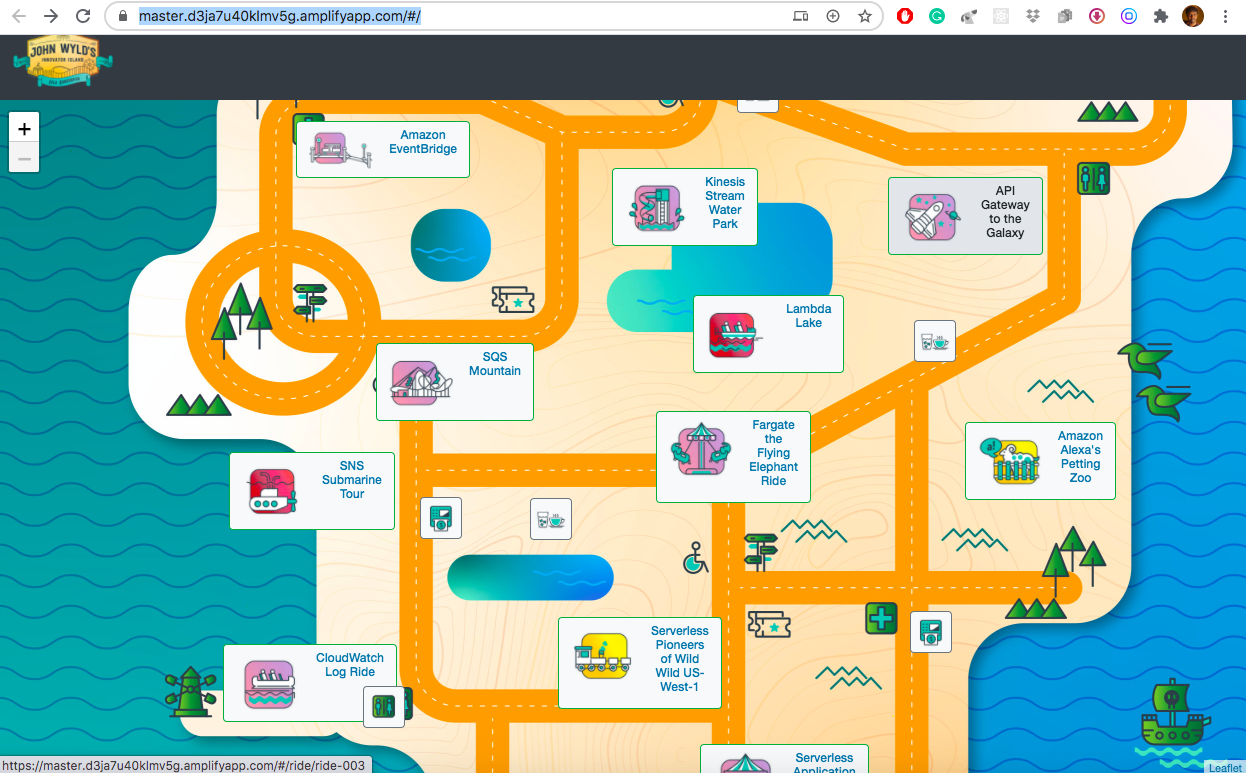 master.d3ja7u40klmv5g.amplifyapp.com/#/
JOHN WYLD'S
INNOVATOR ISLAND
+
−
Amazon
EventBridge
Kinesis
Stream
Water
Park
API
Gateway
to the
Galaxy
Lambda
Lake
SQS
Mountain
Fargate
the
Flying
Elephant
Ride
a!
Amazon
Alexa's
Petting
Zoo
SNS
Submarine
Tour
Serverless
Pioneers
of Wild
Wild US-
West-1
CloudWatch
Log Ride
Serverless
Application
https://master.d3ja7u40klmv5g.amplifyapp.com/#/ride/ride-003
Leaflet